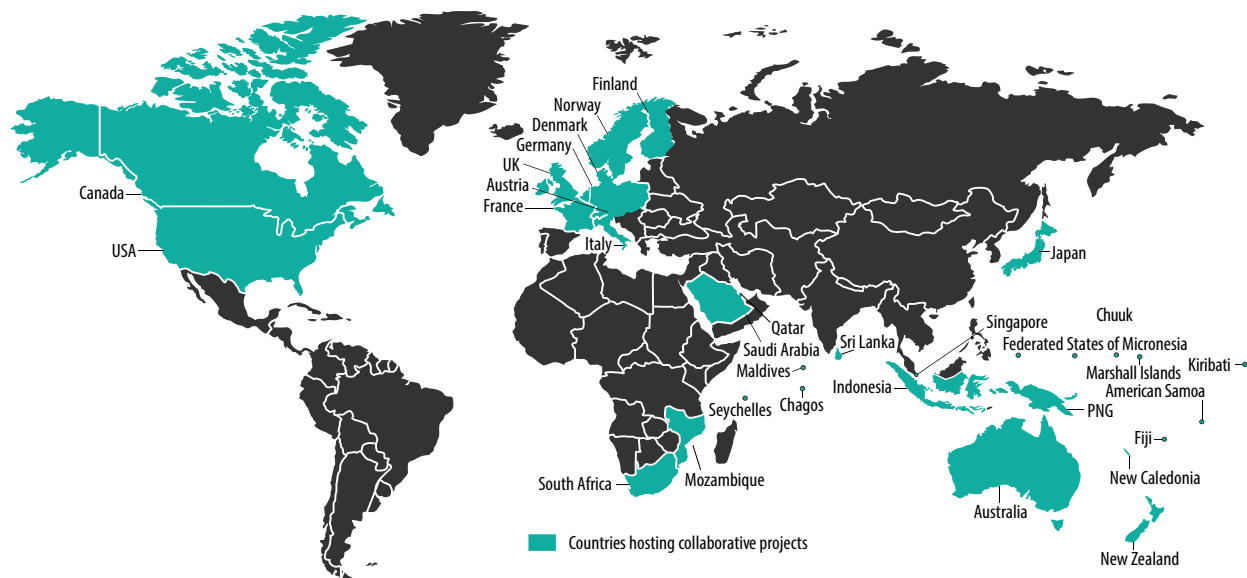 Finland
Norway
Denmark
Germany
UK
Austria
France
Italy
Canada
USA
Japan
Qatar
Saudi Arabia
Sri Lanka
Maldives
Chagos
Seychelles
Singapore
Chuuk
Federated States of Micronesia
Marshall Islands
Kiribati
American Samoa
Indonesia
PNG
Fiji
New Caledonia
Mozambique
South Africa
Australia
New Zealand
Countries hosting collaborative projects